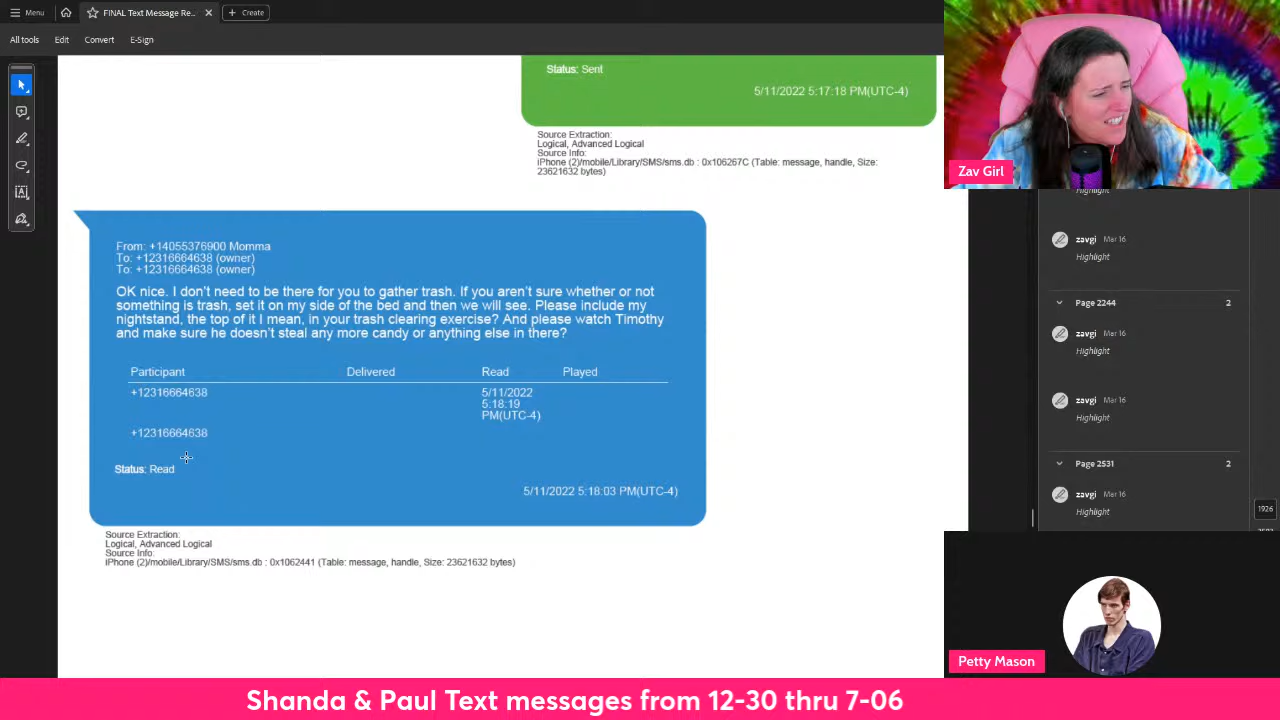 Menu
FINAL Text Message Re...
Create
All tools
Edit
Convert
E-Sign
Status: Sent
5/11/2022 5:17:18 PM(UTC-4)
Source Extraction:
Logical, Advanced Logical
Source Info:
iPhone (2)/mobile/Library/SMS/sms.db : 0x106267C (Table: message, handle, Size:
23621632 bytes)
From: +14055376900 Momma
To: +12316664638 (owner)
To: +12316664638 (owner)
OK nice. I don't need to be there for you to gather trash. If you aren't sure whether or not
something is trash, set it on my side of the bed and then we will see. Please include my
nightstand, the top of it I mean, in your trash clearing exercise? And please watch Timothy
and make sure he doesn't steal any more candy or anything else in there?
Participant Delivered Read Played
+12316664638 5/11/2022
5:18:19
PM(UTC-4)
+12316664638
Status: Read
5/11/2022 5:18:03 PM(UTC-4)
Source Extraction:
Logical, Advanced Logical
Source Info:
iPhone (2)/mobile/Library/SMS/sms.db : 0x1062441 (Table: message, handle, Size: 23621632 bytes)
Zav Girl
Highlight
zavgi Mar 16
Highlight
Page 2244 2
zavgi Mar 16
Highlight
zavgi Mar 16
Highlight
Page 2531 2
zavgi Mar 16
Highlight
1926
Petty Mason
Shanda & Paul Text messages from 12-30 thru 7-06